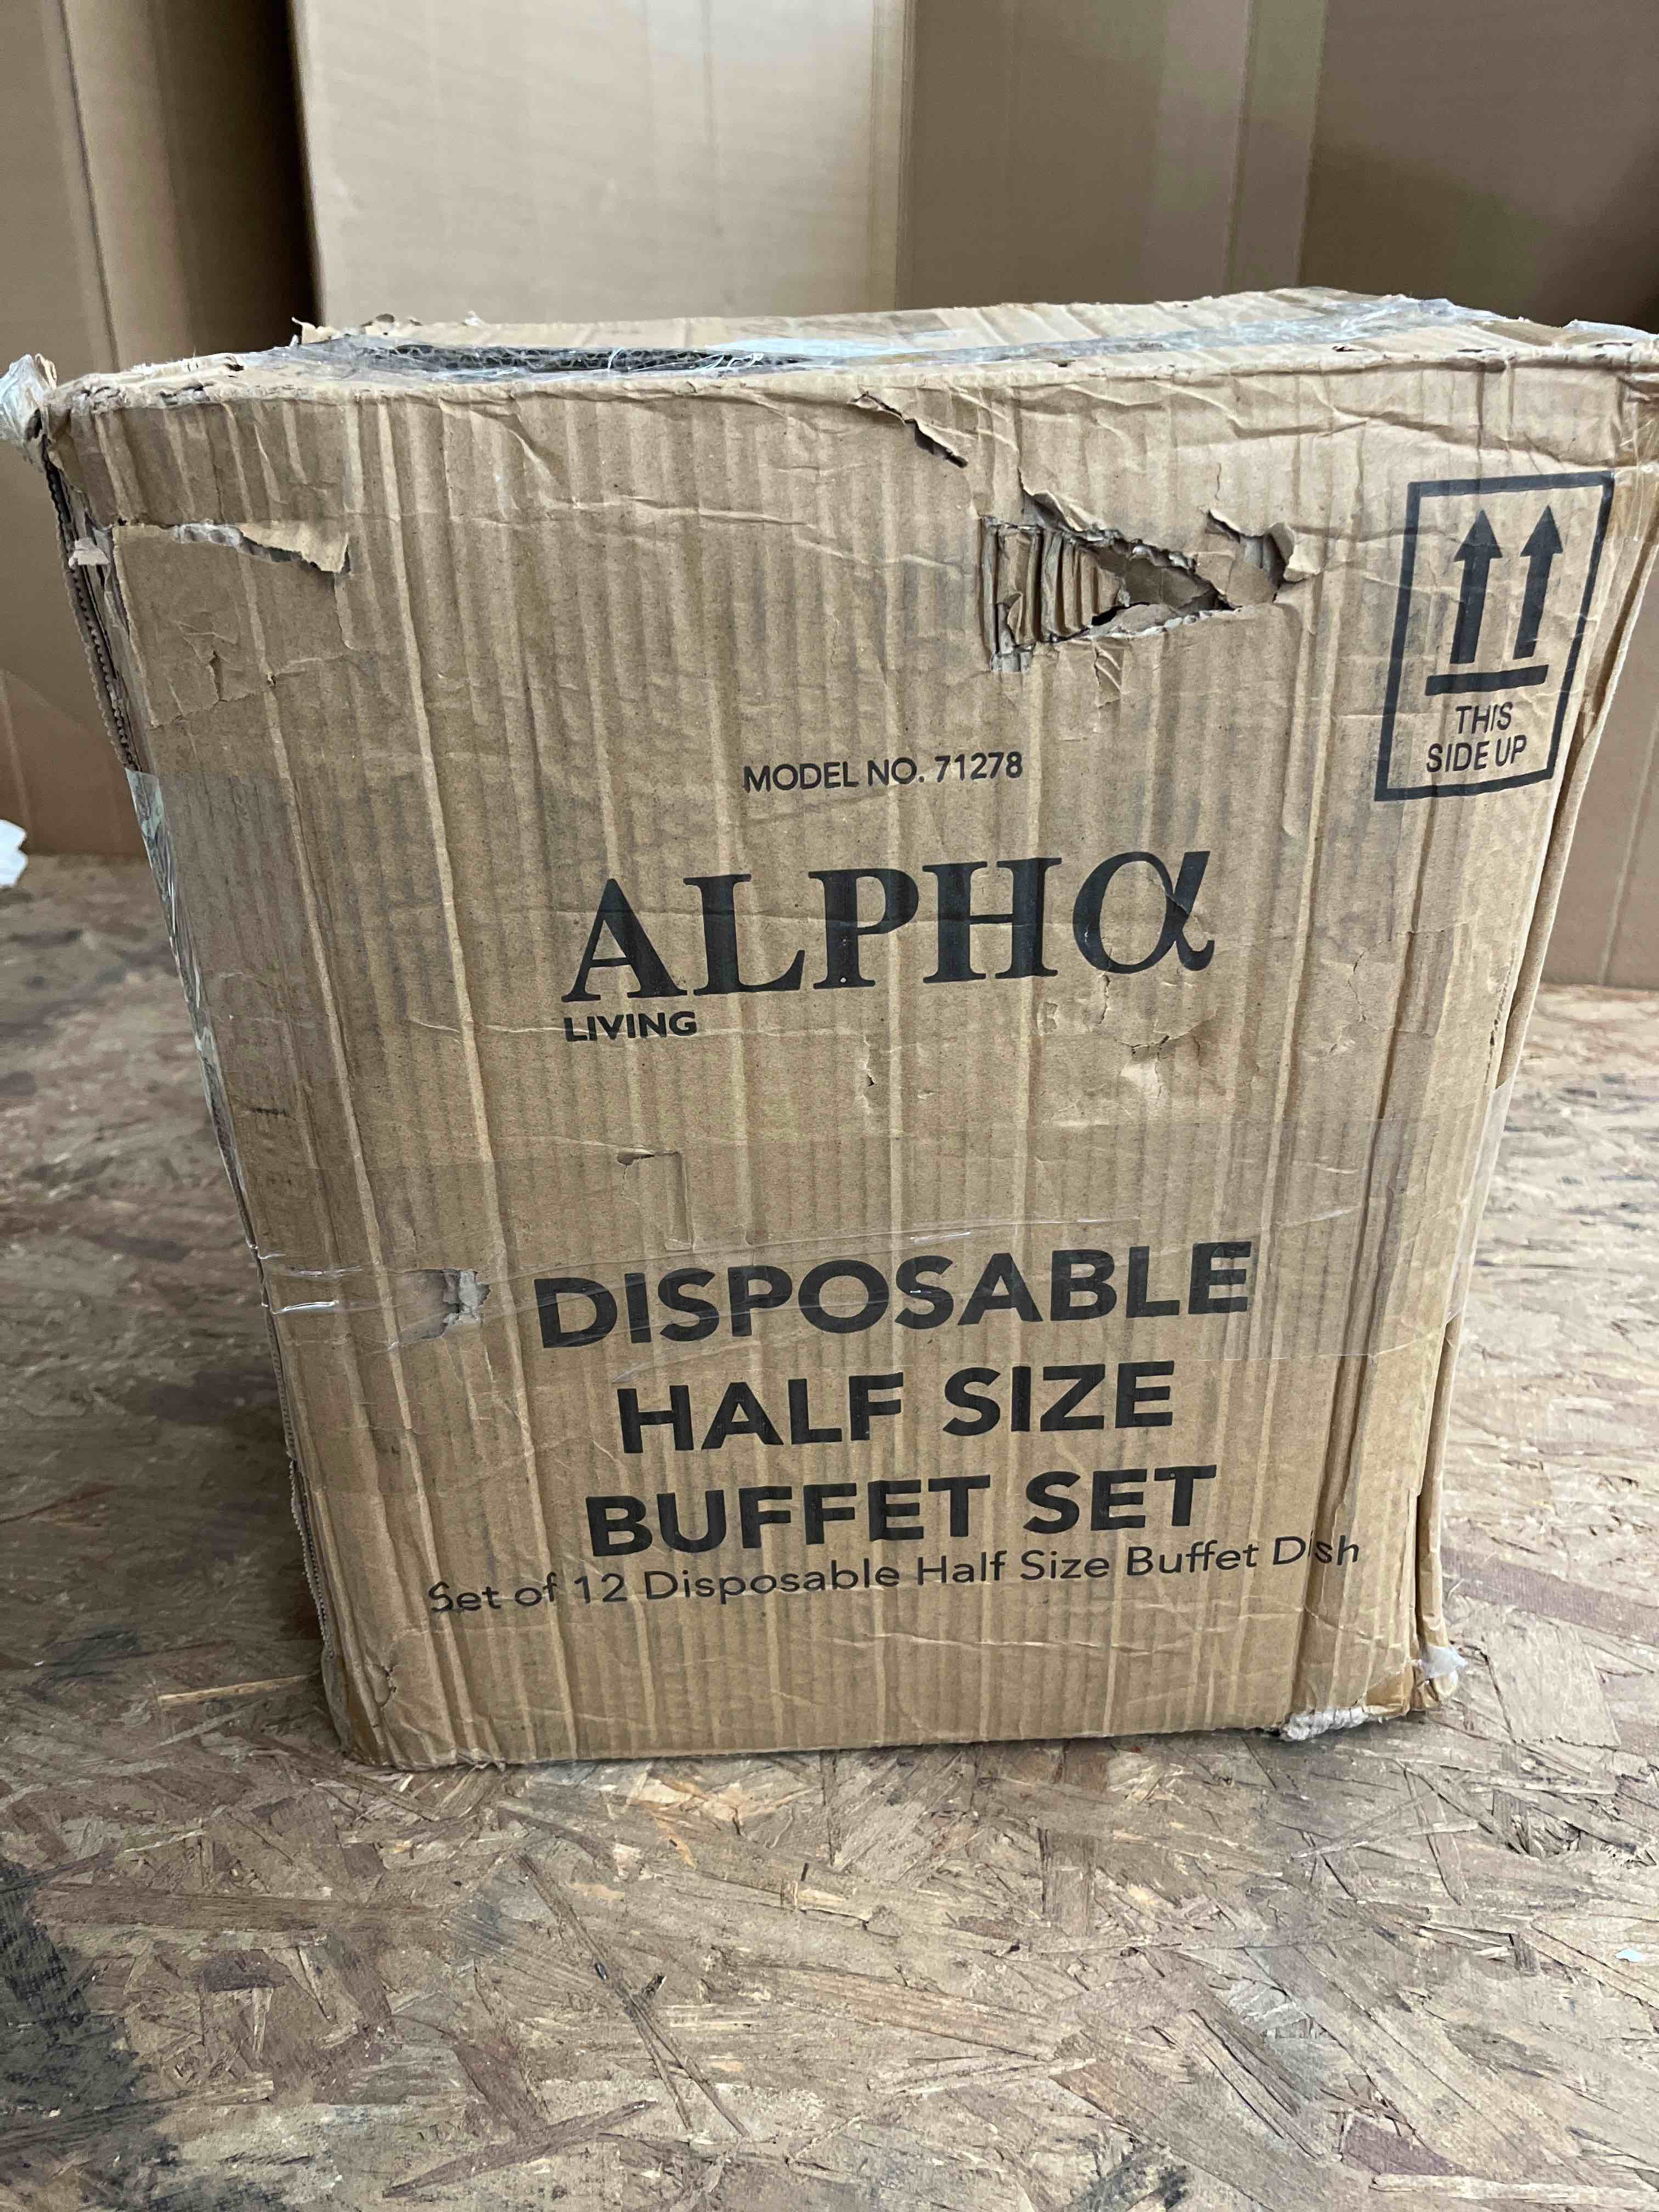 THIS
SIDE UP
MODEL NO. 71278
ALPHα
LIVING
DISPOSABLE
HALF SIZE
BUFFET SET
Set of 12 Disposable Half Size Buffet Dish